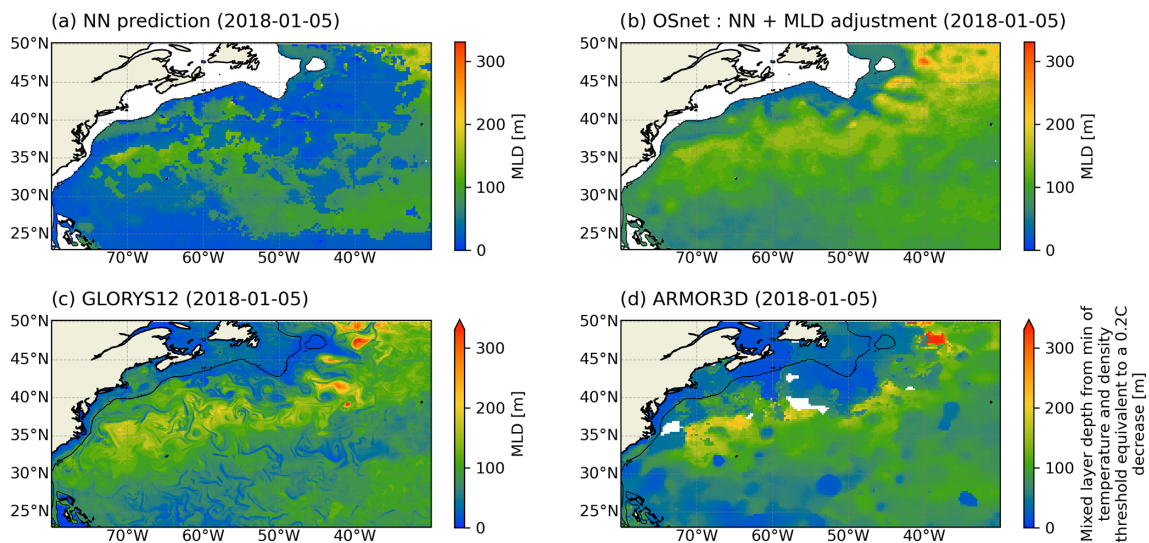 (a) NN prediction (2018-01-05)
50°N
45°N
40°N
35°N
30°N
25°N
70°W 60°W 50°W 40°W
300
200
100
0
MLD [m]
(b) OSnet : NN + MLD adjustment (2018-01-05)
50°N
45°N
40°N
35°N
30°N
25°N
70°W 60°W 50°W 40°W
300
200
100
0
MLD [m]
(c) GLORYS12 (2018-01-05)
50°N
45°N
40°N
35°N
30°N
25°N
70°W 60°W 50°W 40°W
300
200
100
0
MLD [m]
(d) ARMOR3D (2018-01-05)
50°N
45°N
40°N
35°N
30°N
25°N
70°W 60°W 50°W 40°W
300
200
100
0
Mixed layer depth from min of
temperature and density
threshold equivalent to a 0.2C
decrease [m]